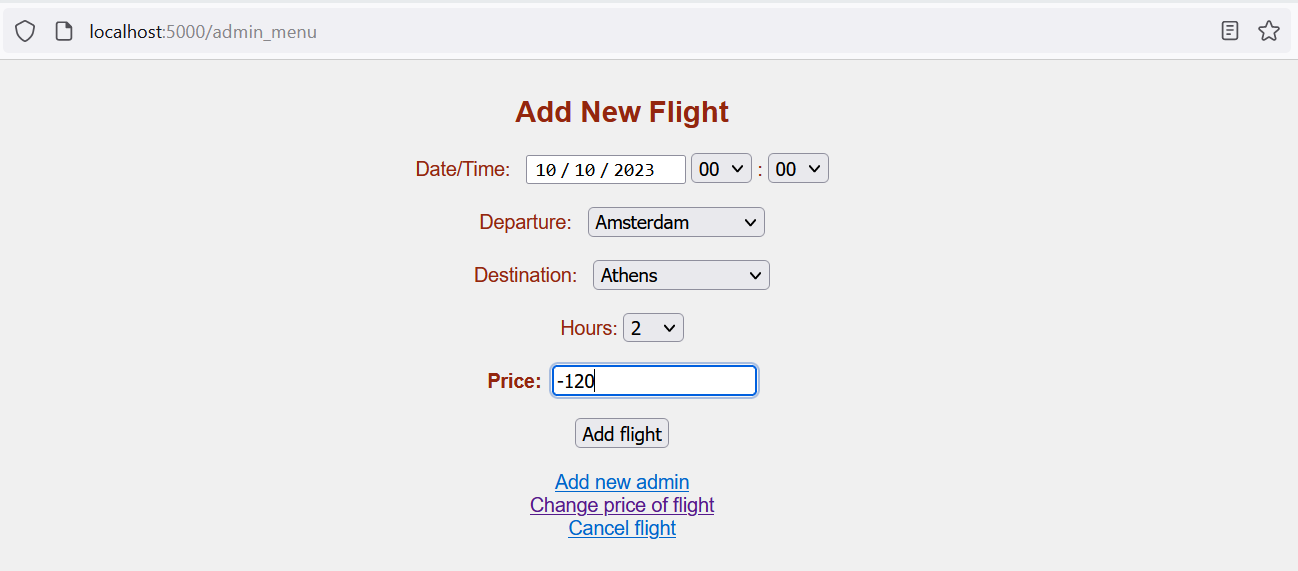 localhost:5000/admin_menu
Add New Flight
Date/Time: 10 / 10 / 2023 00 : 00
Departure: Amsterdam
Destination: Athens
Hours: 2
Price: -120
Add flight
Add new admin
Change price of flight
Cancel flight